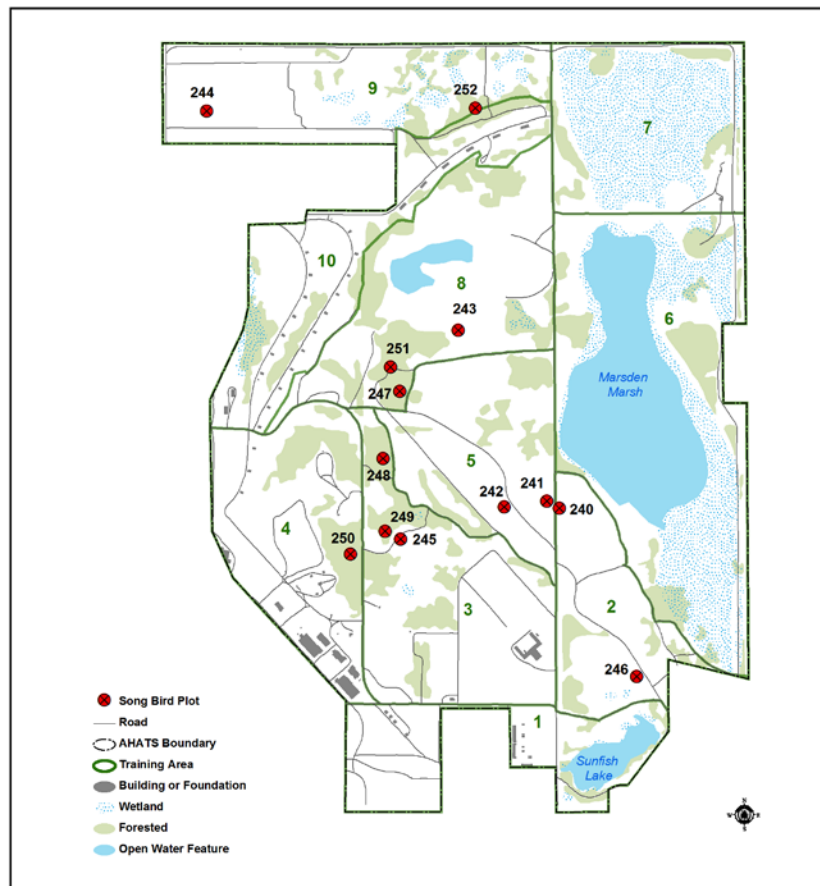 9
252
244
7
10
8
6
243
251
Marsden
Marsh
247
5
241
248
242
240
249
4
250
245
2
3
246
Song Bird Plot
Road
1
AHATS Boundary
Training Area
Sunfish
Lake
Building or Foundation
Wetland
Forested
Open Water Feature
N
W
E
S